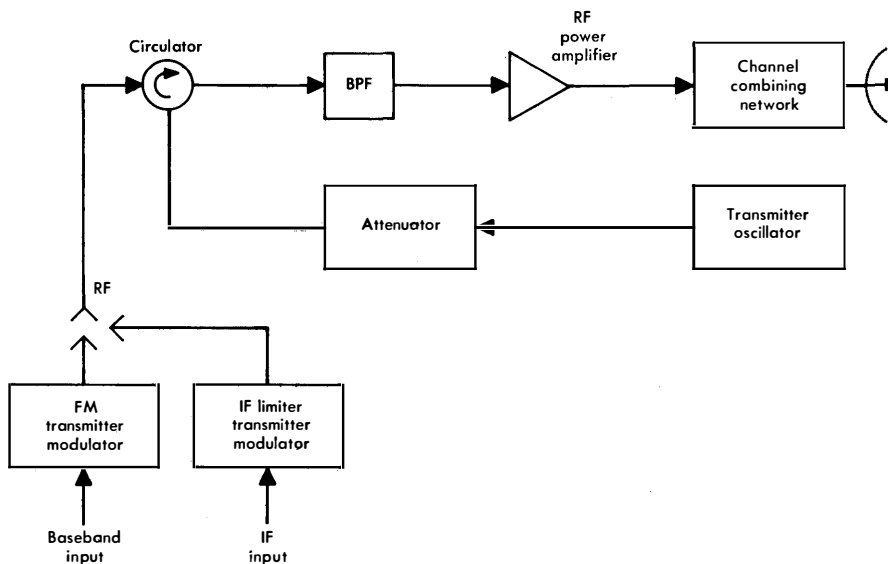 Circulator
BPF
RF
power
amplifier
Channel
combining
network
Attenuator
Transmitter
oscillator
RF
FM
transmitter
modulator
IF limiter
transmitter
modulator
Baseband
input
IF
input